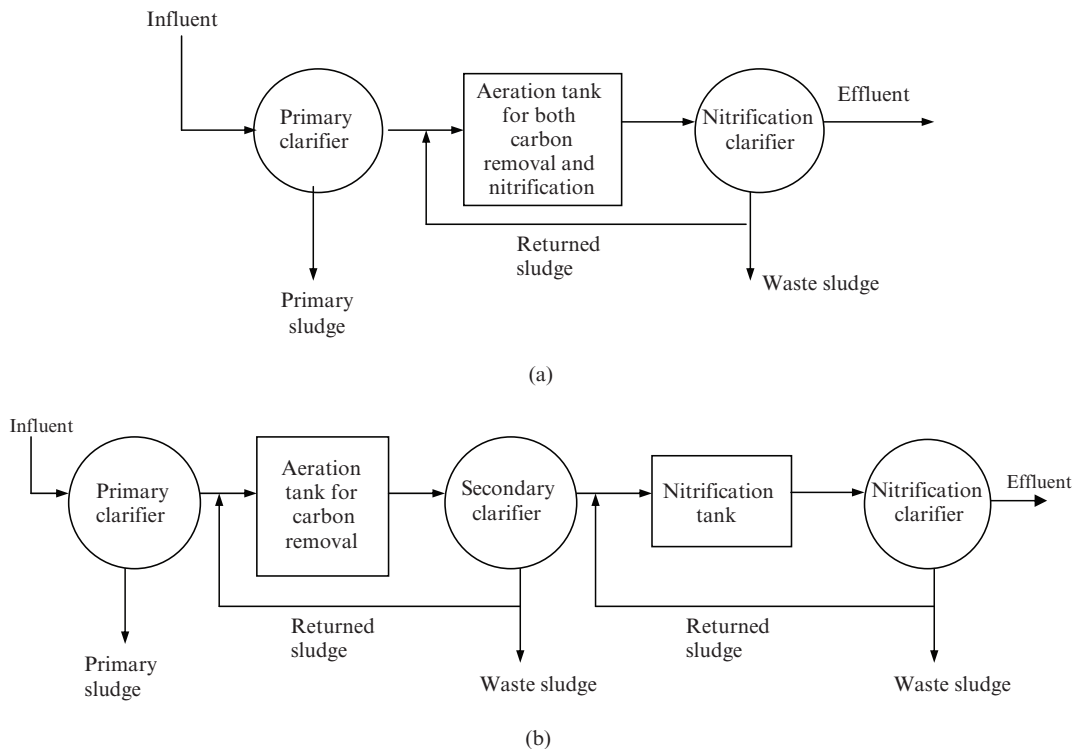 Influent
Primary
clarifier
Aeration tank
for both
carbon
removal and
nitrification
Nitrification
clarifier
Effluent
Returned
sludge
Waste sludge
Primary
sludge
(a)
Influent
Primary
clarifier
Aeration
tank for
carbon
removal
Secondary
clarifier
Nitrification
tank
Nitrification
clarifier
Effluent
Returned
sludge
Returned
sludge
Primary
sludge
Waste sludge
Waste sludge
(b)